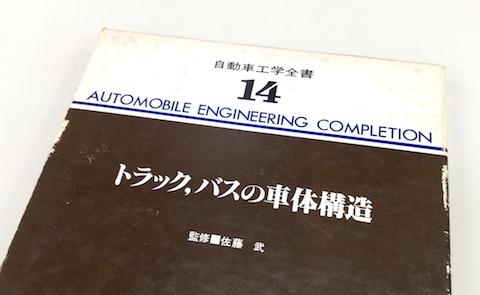 自動車工学全書
14
AUTOMOBILE ENGINEERING COMPLETION
トラック,バスの車体構造
監修■佐藤 武